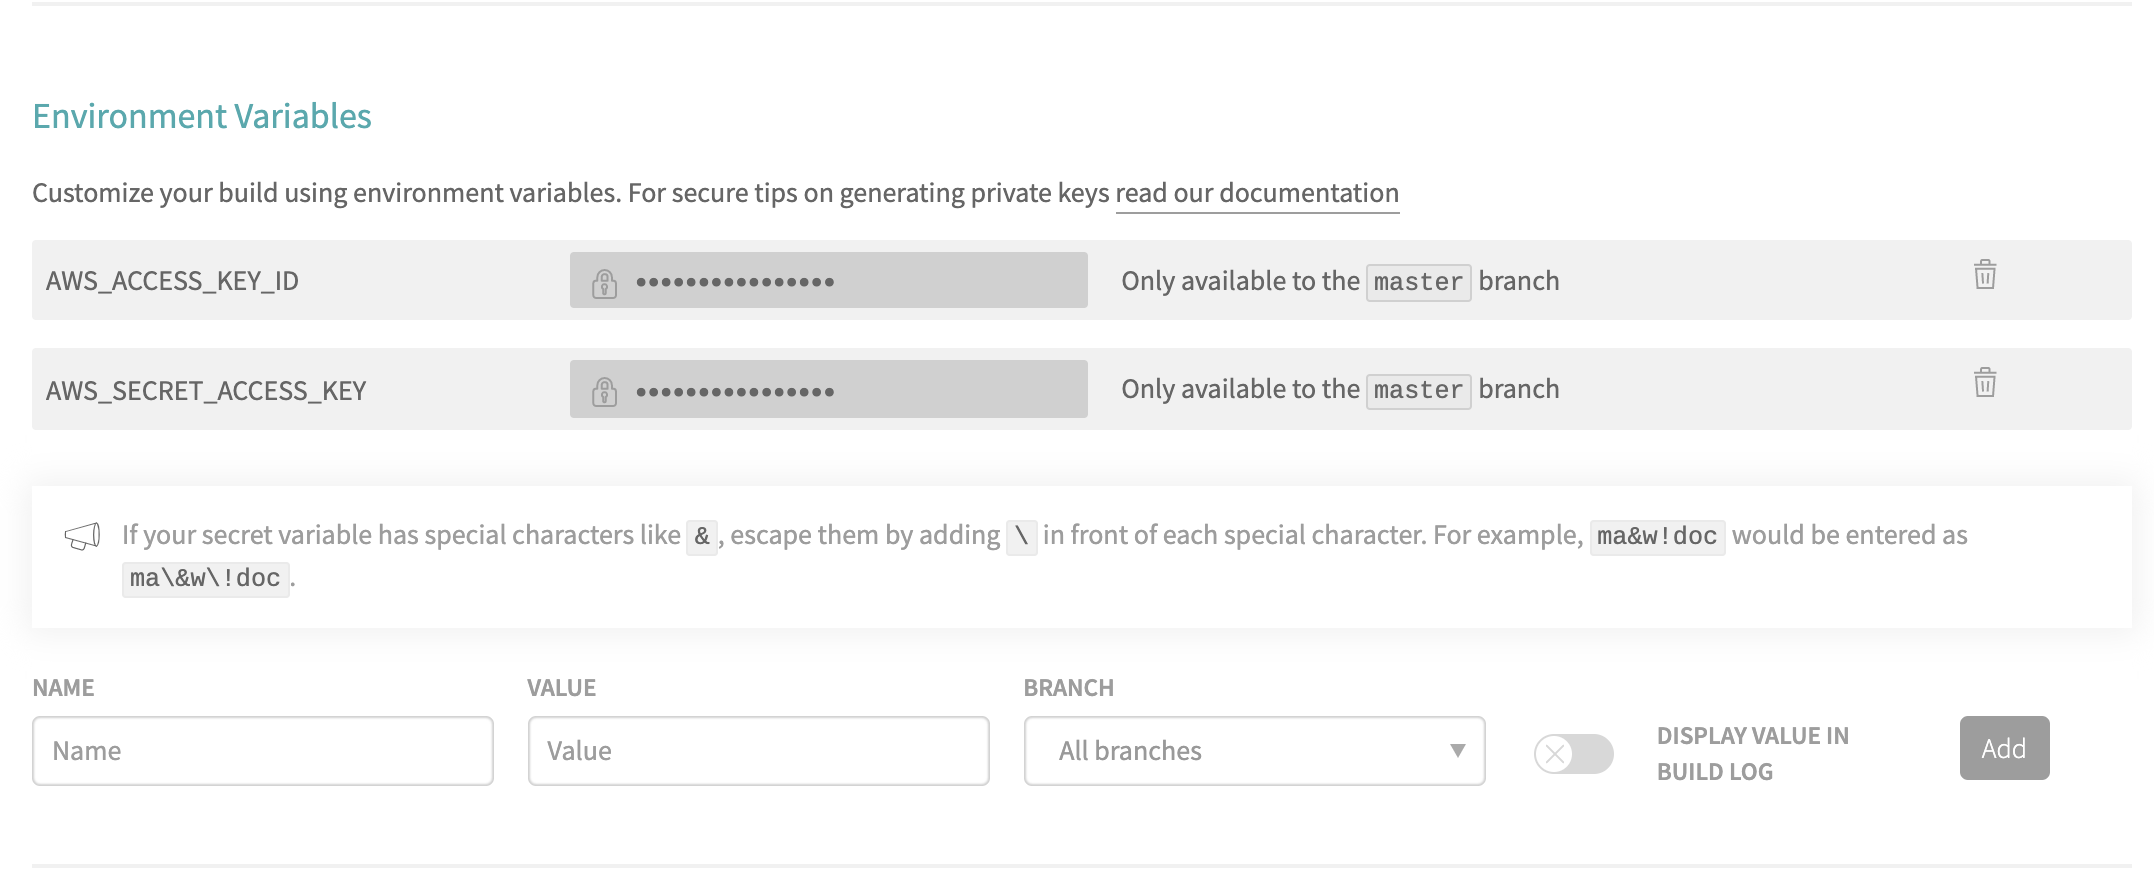 Environment Variables
Customize your build using environment variables. For secure tips on generating private keys read our documentation
AWS_ACCESS_KEY_ID •••••••••••••••• Only available to the master branch
AWS_SECRET_ACCESS_KEY •••••••••••••••• Only available to the master branch
If your secret variable has special characters like &, escape them by adding \ in front of each special character. For example, ma&w!doc would be entered as
ma\&w\!doc.
NAME VALUE BRANCH
Name Value All branches
DISPLAY VALUE IN
BUILD LOG
Add